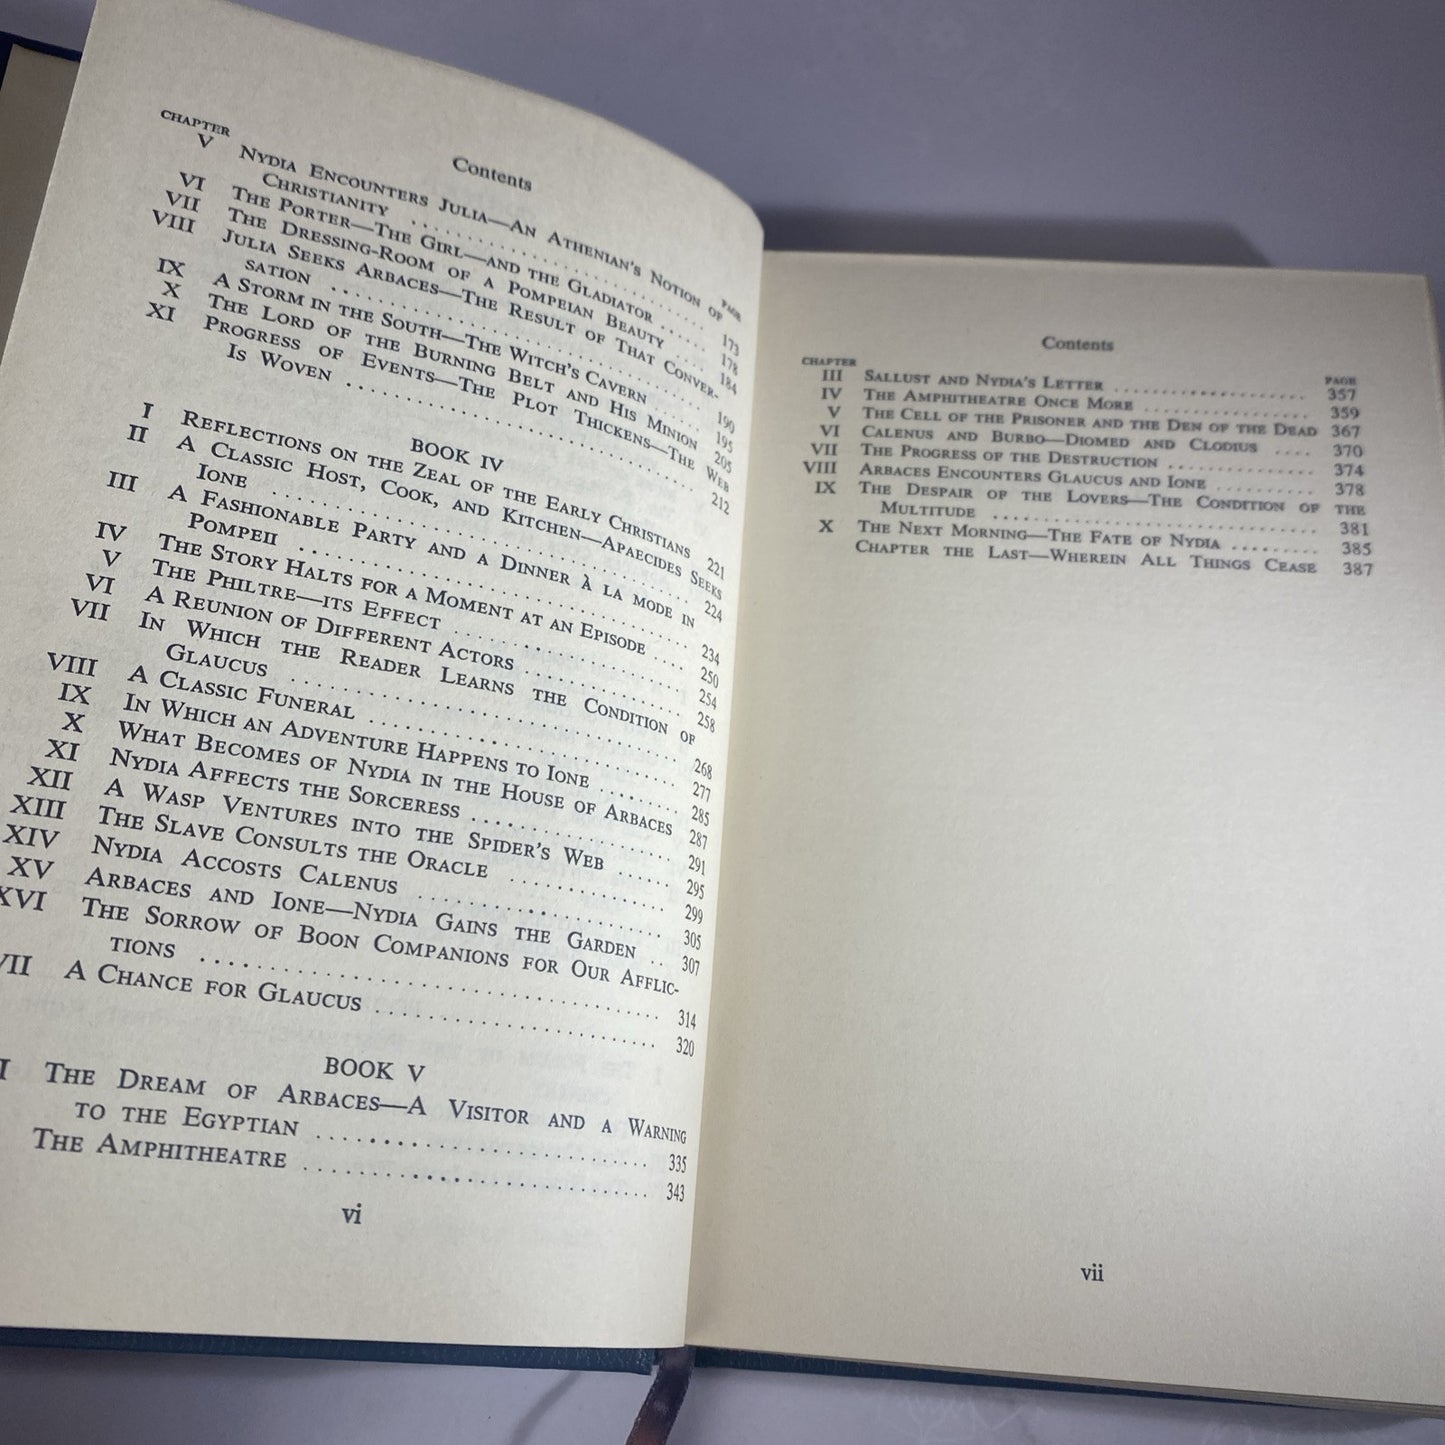 Contents
CHAPTER PAGE
V NYDIA ENCOUNTERS JULIA—AN ATHENIAN'S NOTION OF
CHRISTIANITY 173
VI THE PORTER—THE GIRL—AND THE GLADIATOR 178
VII THE DRESSING-ROOM OF A POMPEIAN BEAUTY 184
VIII JULIA SEEKS ARBACES—THE RESULT OF THAT CONVER-
SATION 190
IX A STORM IN THE SOUTH—THE WITCH'S CAVERN 195
X THE LORD OF THE BURNING BELT AND HIS MINION 205
XI PROGRESS OF EVENTS—THE PLOT THICKENS—THE WEB
IS WOVEN 212
BOOK IV
I REFLECTIONS ON THE ZEAL OF THE EARLY CHRISTIANS 221
II A CLASSIC HOST, COOK, AND KITCHEN—APAECIDES SEEKS
IONE 224
III A FASHIONABLE PARTY AND A DINNER À LA MODE IN
POMPEII 234
IV THE STORY HALTS FOR A MOMENT AT AN EPISODE 250
V THE PHILTRE—ITS EFFECT 254
VI A REUNION OF DIFFERENT ACTORS 258
VII IN WHICH THE READER LEARNS THE CONDITION OF
GLAUCUS 268
VIII A CLASSIC FUNERAL 277
IX IN WHICH AN ADVENTURE HAPPENS TO IONE 285
X WHAT BECOMES OF NYDIA IN THE HOUSE OF ARBACES 287
XI NYDIA AFFECTS THE SORCERESS 291
XII A WASP VENTURES INTO THE SPIDER'S WEB 295
XIII THE SLAVE CONSULTS THE ORACLE 299
XIV NYDIA ACCOSTS CALENUS 305
XV ARBACES AND IONE—NYDIA GAINS THE GARDEN 307
XVI THE SORROW OF BOON COMPANIONS FOR OUR AFFLIC-
TIONS 314
VII A CHANCE FOR GLAUCUS 320
BOOK V
I THE DREAM OF ARBACES—A VISITOR AND A WARNING
TO THE EGYPTIAN 335
THE AMPHITHEATRE 343
vi
Contents
CHAPTER PAGE
III SALLUST AND NYDIA'S LETTER 357
IV THE AMPHITHEATRE ONCE MORE 359
V THE CELL OF THE PRISONER AND THE DEN OF THE DEAD 367
VI CALENUS AND BURBO—DIOMED AND CLODIUS 370
VII THE PROGRESS OF THE DESTRUCTION 374
VIII ARBACES ENCOUNTERS GLAUCUS AND IONE 378
IX THE DESPAIR OF THE LOVERS—THE CONDITION OF THE
MULTITUDE 381
X THE NEXT MORNING—THE FATE OF NYDIA 385
CHAPTER THE LAST—WHEREIN ALL THINGS CEASE 387
vii